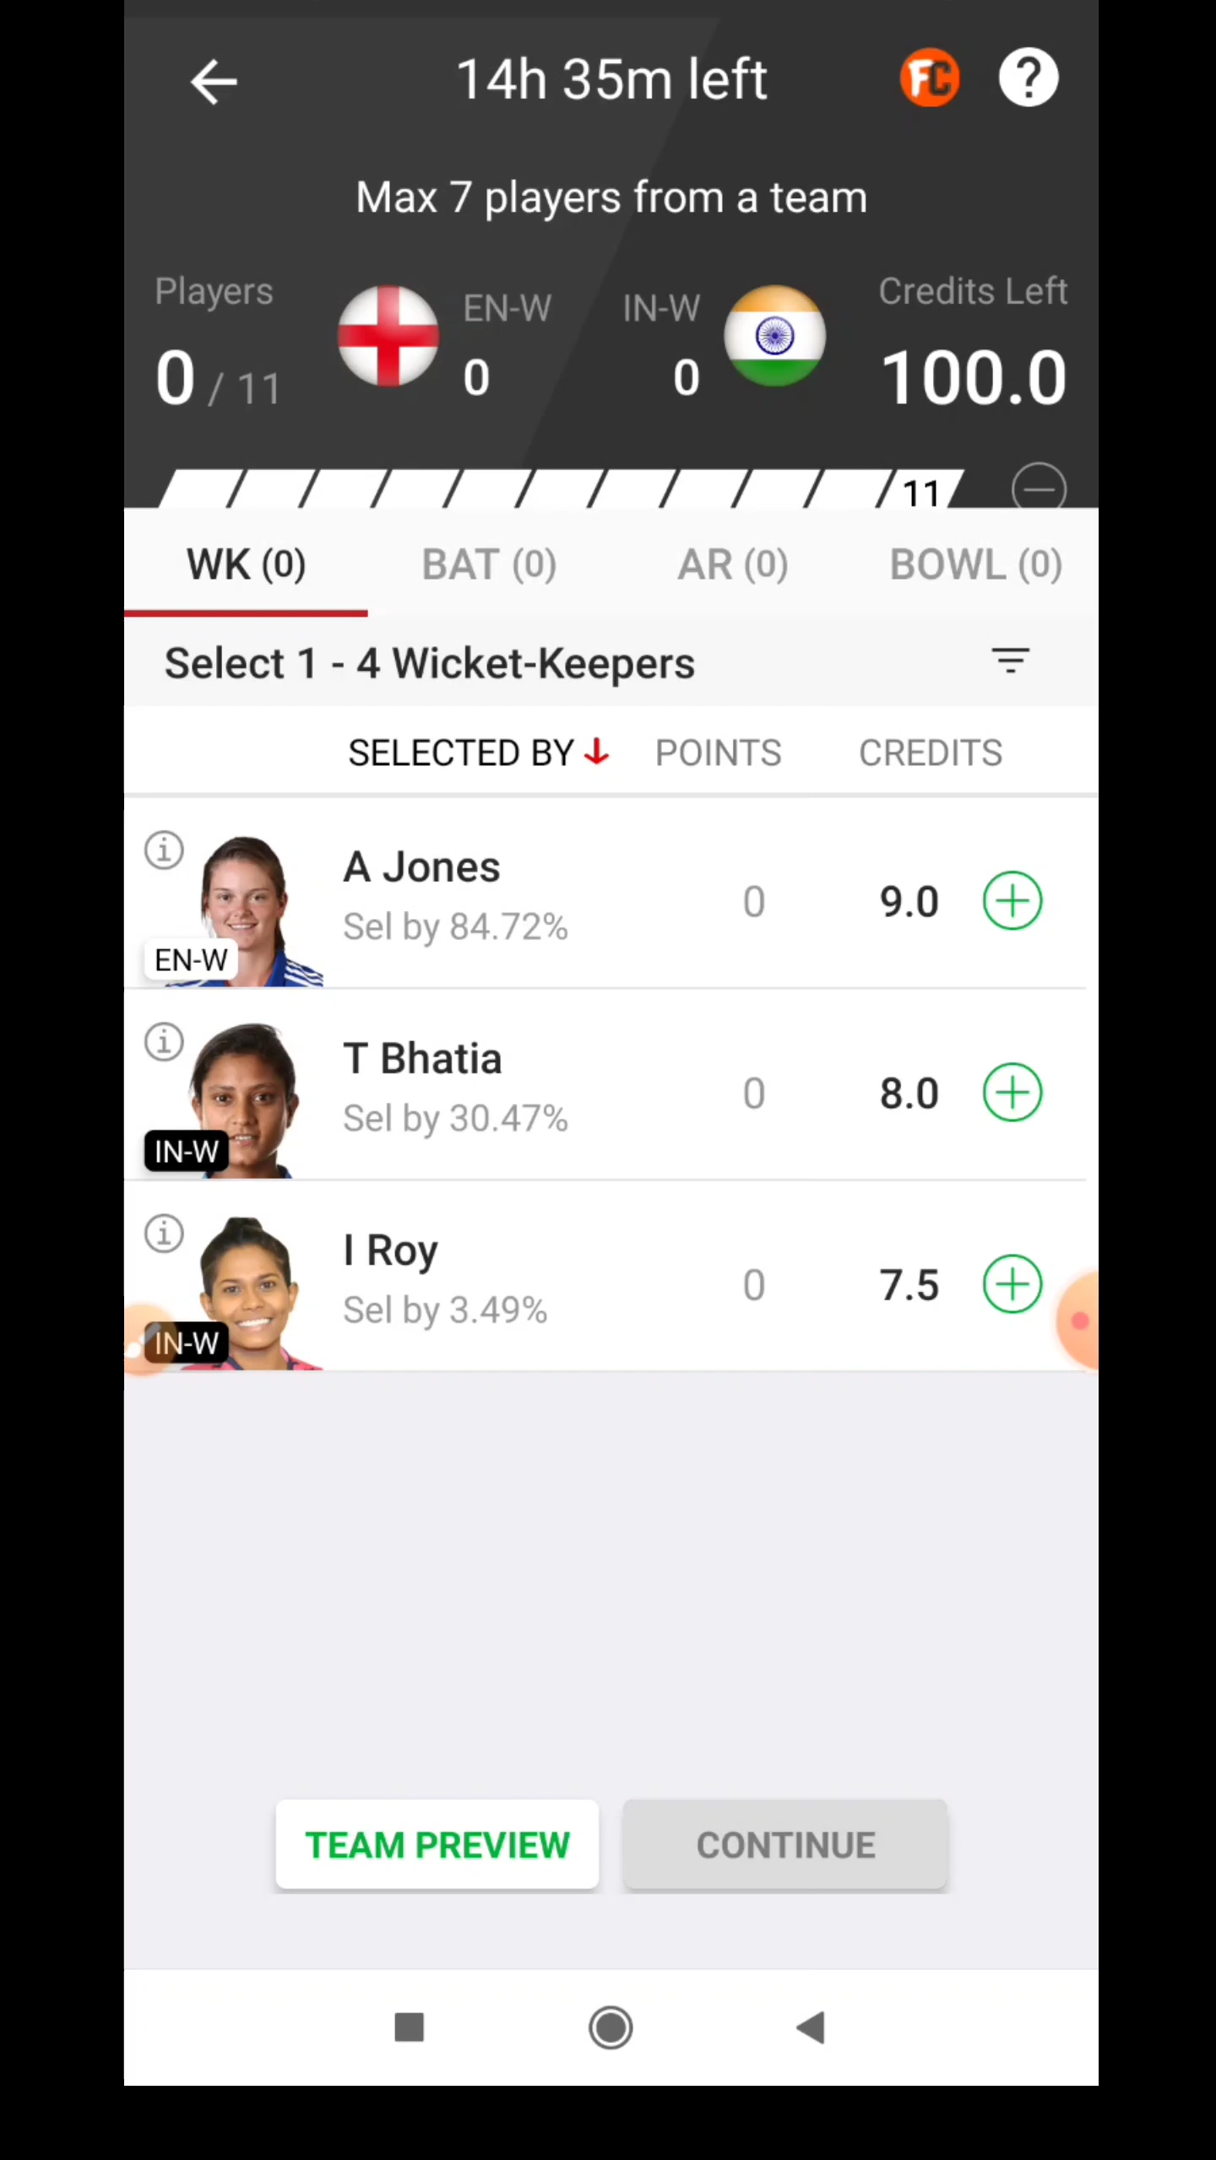 14h 35m left
FC
?
Max 7 players from a team
Players
EN-W
IN-W
Credits Left
0 / 11
0
0
100.0
11
WK (0)
BAT (0)
AR (0)
BOWL (0)
Select 1 - 4 Wicket-Keepers
SELECTED BY
POINTS
CREDITS
A Jones
Sel by 84.72%
EN-W
0
9.0
T Bhatia
Sel by 30.47%
IN-W
0
8.0
I Roy
Sel by 3.49%
IN-W
0
7.5
TEAM PREVIEW
CONTINUE